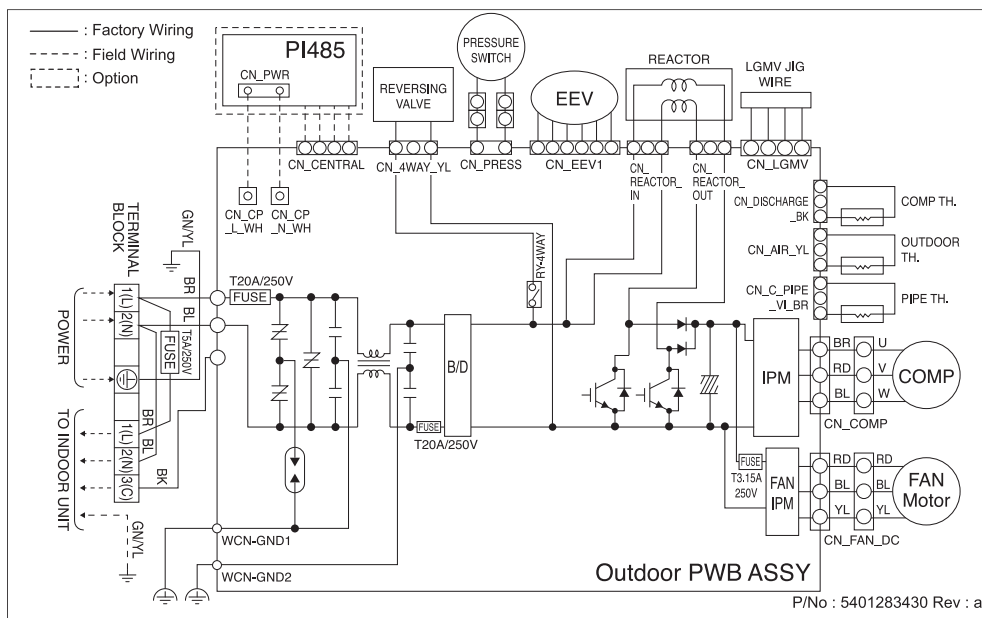 : Factory Wiring
: Field Wiring
: Option
PI485
CN_PWR
REVERSING
VALVE
PRESSURE
SWITCH
EEV
REACTOR
LGMV JIG
WIRE
CN_CENTRAL
CN_4WAY_YL
CN_PRESS
CN_EEV1
CN_
REACTOR_
IN
CN_
REACTOR_
OUT
CN_LGMV
CN_CP
_L_WH
CN_CP
_N_WH
CN_DISCHARGE
_BK
COMP TH.
CN_AIR_YL
OUTDOOR
TH.
CN_C_PIPE
_VI_BR
PIPE TH.
TERMINAL
BLOCK
GN/YL
BR
BL
T20A/250V
FUSE
RY-4WAY
POWER
1(L)
2(N)
FUSE
T5A/250V
B/D
IPM
BR
U
RD
V
BL
W
COMP
CN_COMP
TO INDOOR UNIT
1(L)
2(N)
3(C)
BR
BL
BK
GN/YL
FUSE
T20A/250V
FUSE
T3.15A
250V
FAN
IPM
RD
RD
BL
BL
YL
YL
FAN
Motor
CN_FAN_DC
WCN-GND1
WCN-GND2
Outdoor PWB ASSY
P/No : 5401283430 Rev : a